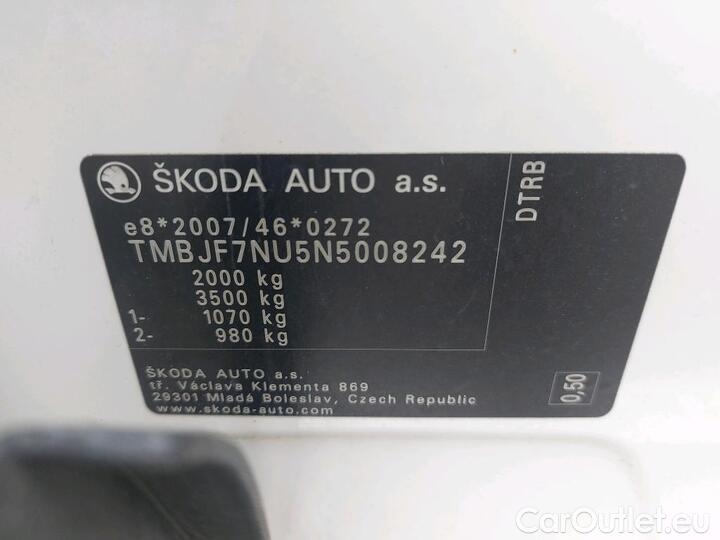 ŠKODA AUTO a.s.
DTRB
e8*2007/46*0272
TMBJF7NU5N5008242
2000 kg
3500 kg
1- 1070 kg
2- 980 kg
ŠKODA AUTO a.s.
tř. Václava Klementa 869
29301 Mladá Boleslav, Czech Republic
www.skoda-auto.com
0,50
CarOutlet.eu